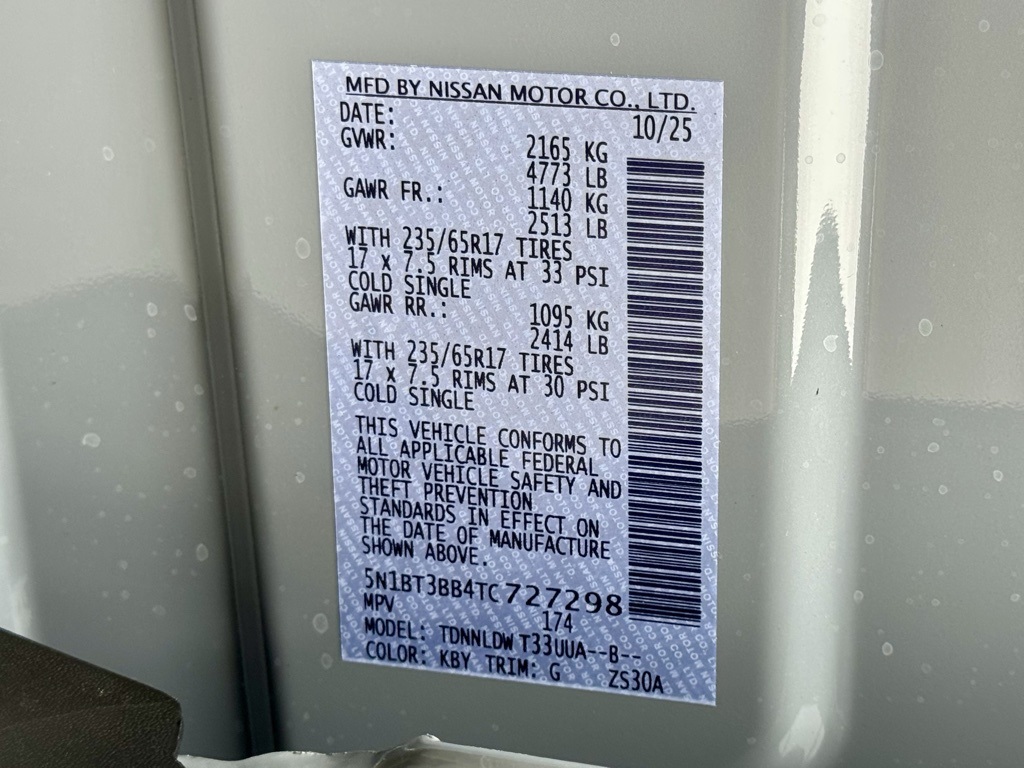 MFD BY NISSAN MOTOR CO., LTD.
DATE: 10/25
GVWR: 2165 KG
4773 LB
GAWR FR.: 1140 KG
2513 LB
WITH 235/65R17 TIRES
17 X 7.5 RIMS AT 33 PSI
COLD SINGLE
GAWR RR.: 1095 KG
2414 LB
WITH 235/65R17 TIRES
17 X 7.5 RIMS AT 30 PSI
COLD SINGLE
THIS VEHICLE CONFORMS TO
ALL APPLICABLE FEDERAL
MOTOR VEHICLE SAFETY AND
THEFT PREVENTION
STANDARDS IN EFFECT ON
THE DATE OF MANUFACTURE
SHOWN ABOVE.
5N1BT3BB4TC727298
MPV 174
MODEL: TDNNLDW T33UUA--B--
COLOR: KBY TRIM: G ZS30A